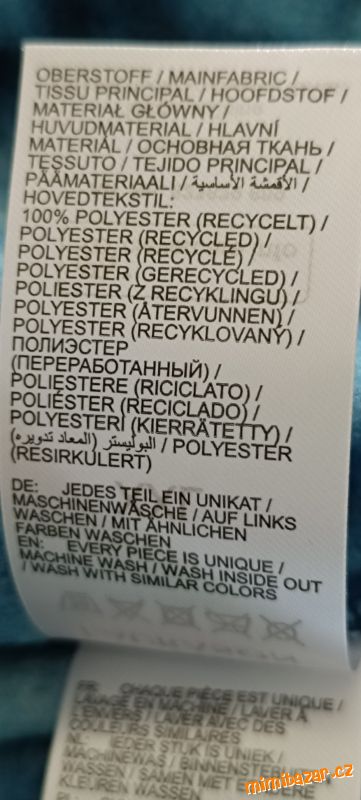 OBERSTOFF / MAINFABRIC /
TISSU PRINCIPAL / HOOFDSTOF /
MATERIAŁ GŁÓWNY /
HUVUDMATERIAL / HLAVNÍ
MATERIÁL / ОСНОВНАЯ ТКАНЬ /
TESSUTO / TEJIDO PRINCIPAL /
PÄÄMATERIAALI / الأقمشة الأساسية /
HOVEDTEKSTIL:
100% POLYESTER (RECYCELT) /
POLYESTER (RECYCLED) /
POLYESTER (RECYCLÉ) /
POLYESTER (GERECYCLED) /
POLIESTER (Z RECYKLINGU) /
POLYESTER (ÅTERVUNNEN) /
POLYESTER (RECYKLOVANÝ) /
ПОЛИЭСТЕР
(ПЕРЕРАБОТАННЫЙ) /
POLIESTERE (RICICLATO) /
POLIÉSTER (RECICLADO) /
POLYESTERI (KIERRÄTETTY) /
البوليستر (المعاد تدويره) / POLYESTER
(RESIRKULERT)
DE: JEDES TEIL EIN UNIKAT /
MASCHINENWÄSCHE / AUF LINKS
WASCHEN / MIT ÄHNLICHEN
FARBEN WASCHEN
EN: EVERY PIECE IS UNIQUE /
MACHINE WASH / WASH INSIDE OUT
/ WASH WITH SIMILAR COLORS
FR: CHAQUE PIÈCE EST UNIQUE /
LAVAGE EN MACHINE / LAVER À
L'ENVERS / LAVER AVEC DES
COULEURS SIMILAIRES
NL: IEDER STUK IS UNIEK /
MACHINEWAS / BINNENSTEBUITEN
WASSEN / SAMEN MET
mimibazar.cz